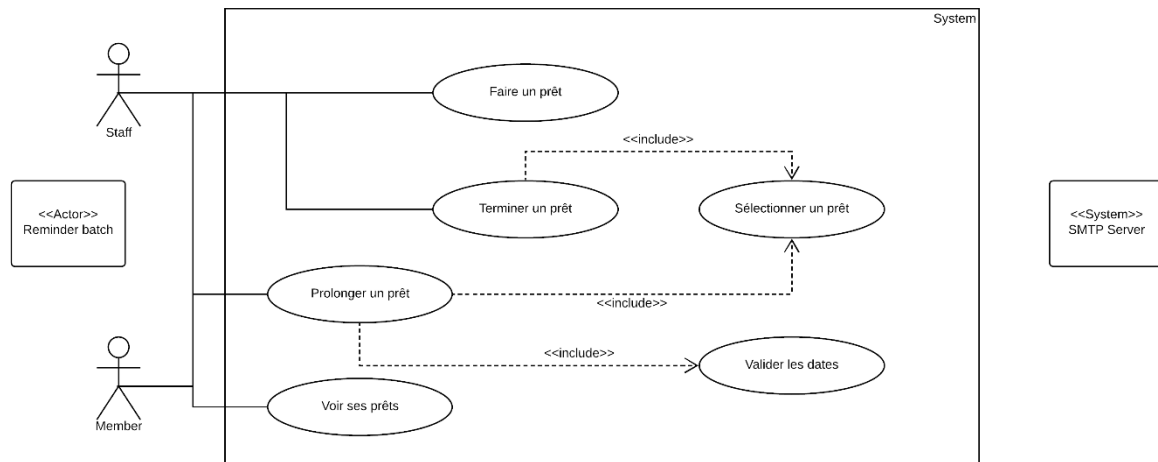 System
Staff
Faire un prêt
<<include>>
<<Actor>>
Reminder batch
Terminer un prêt
Sélectionner un prêt
<<System>>
SMTP Server
Prolonger un prêt
<<include>>
<<include>>
Valider les dates
Voir ses prêts
Member